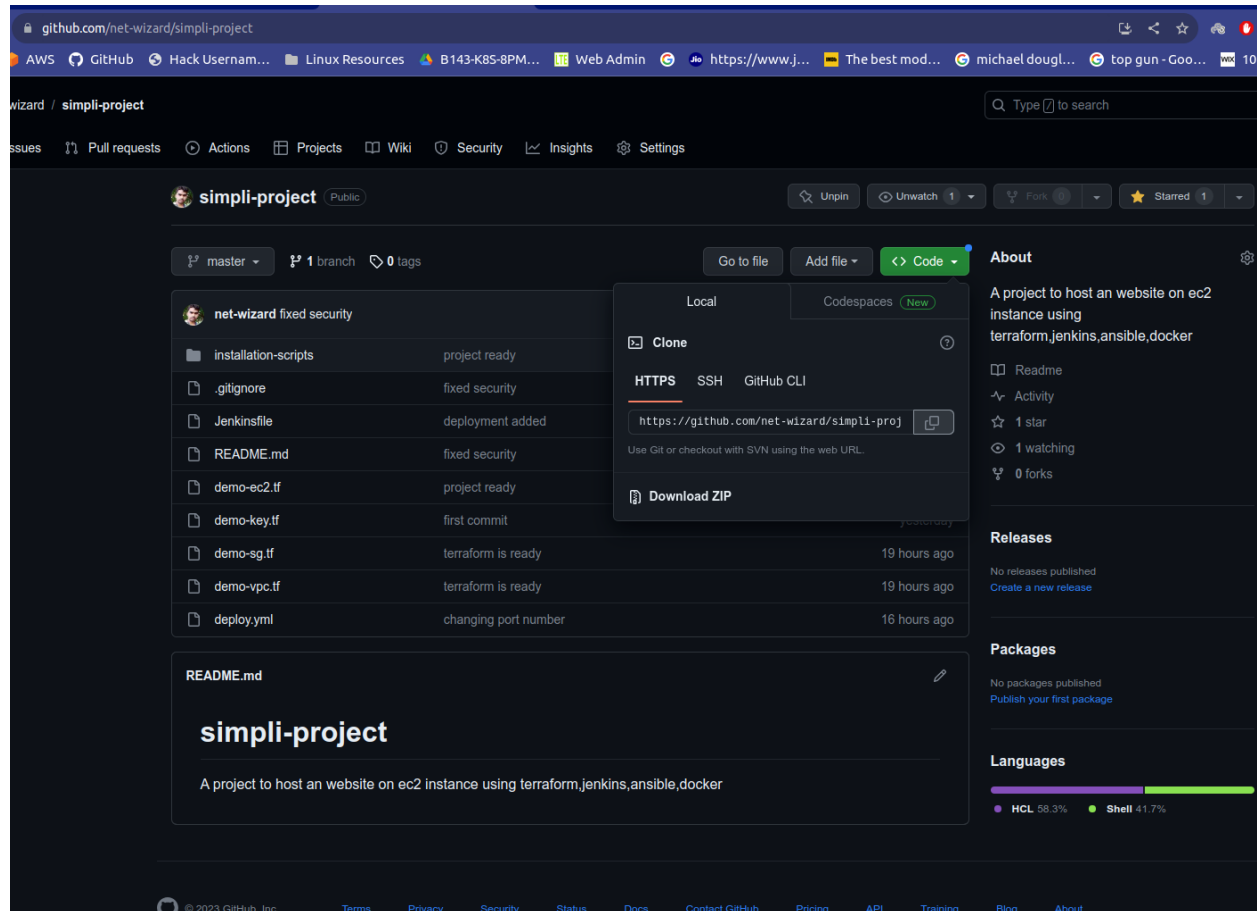 github.com/net-wizard/simpli-project
AWS GitHub Hack Usernam... Linux Resources B143-K8S-8PM... LTE Web Admin Jio https://www.j... The best mod... michael dougl... top gun - Goo... WIX 10
wizard / simpli-project
Type / to search
ssues Pull requests Actions Projects Wiki Security Insights Settings
simpli-project Public
Unpin Unwatch 1 Fork 0 Starred 1
master 1 branch 0 tags
Go to file Add file <> Code
net-wizard fixed security
installation-scripts project ready
.gitignore fixed security
Jenkinsfile deployment added
README.md fixed security
demo-ec2.tf project ready
demo-key.tf first commit yesterday
demo-sg.tf terraform is ready 19 hours ago
demo-vpc.tf terraform is ready 19 hours ago
deploy.yml changing port number 16 hours ago
Local Codespaces New
Clone
HTTPS SSH GitHub CLI
https://github.com/net-wizard/simpli-proj
Use Git or checkout with SVN using the web URL.
Download ZIP
README.md
simpli-project
A project to host an website on ec2 instance using terraform,jenkins,ansible,docker
About
A project to host an website on ec2
instance using
terraform,jenkins,ansible,docker
Readme
Activity
1 star
1 watching
0 forks
Releases
No releases published
Create a new release
Packages
No packages published
Publish your first package
Languages
HCL 58.3% Shell 41.7%
© 2023 GitHub, Inc. Terms Privacy Security Status Docs Contact GitHub Pricing API Training Blog About